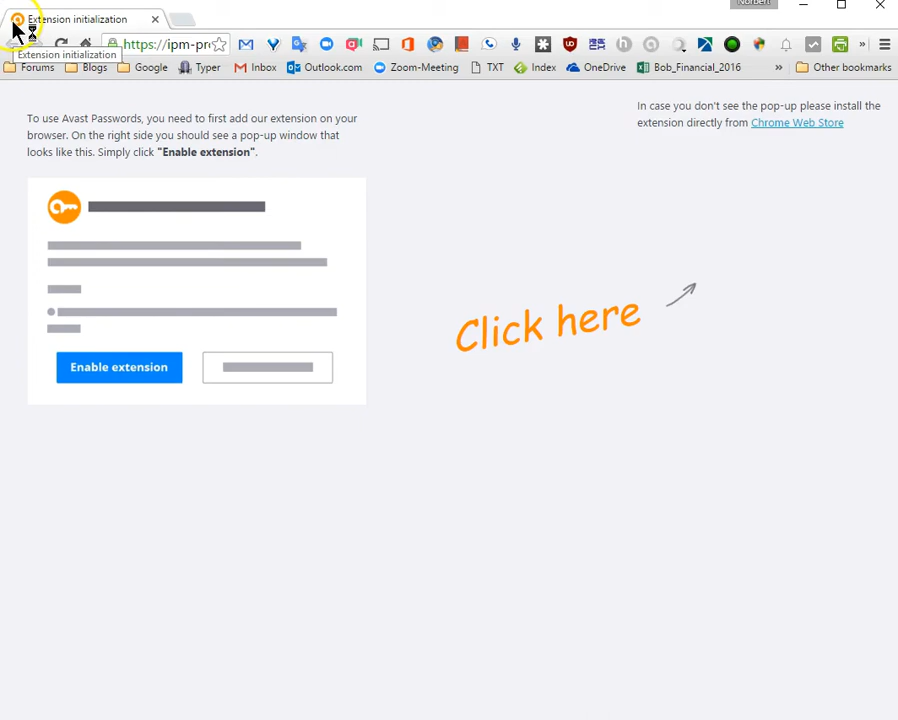 Norbert
Extension initialization
https://ipm-pr
Extension initialization
Forums Blogs Google Typer Inbox Outlook.com Zoom-Meeting TXT Index OneDrive Bob_Financial_2016 » Other bookmarks
To use Avast Passwords, you need to first add our extension on your
browser. On the right side you should see a pop-up window that
looks like this. Simply click "Enable extension".
In case you don't see the pop-up please install the
extension directly from Chrome Web Store
Click here
Enable extension